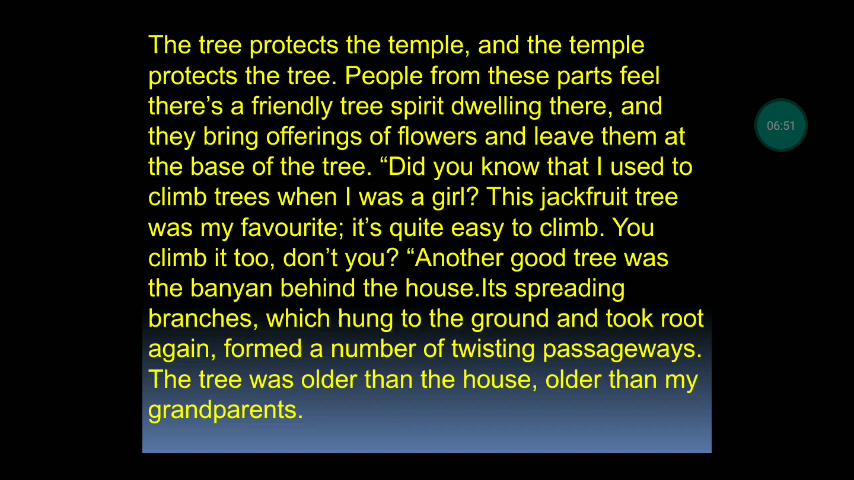 The tree protects the temple, and the temple
protects the tree. People from these parts feel
there’s a friendly tree spirit dwelling there, and
they bring offerings of flowers and leave them at
the base of the tree. “Did you know that I used to
climb trees when I was a girl? This jackfruit tree
was my favourite; it’s quite easy to climb. You
climb it too, don’t you? “Another good tree was
the banyan behind the house.Its spreading
branches, which hung to the ground and took root
again, formed a number of twisting passageways.
The tree was older than the house, older than my
grandparents.
06:51